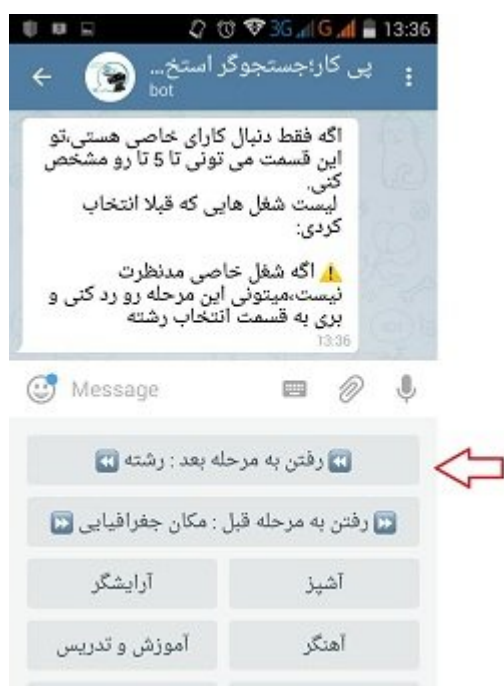 3G G 13:36
پی کار؛جستجوگر استخ...
bot
اگه فقط دنبال کارای خاصی هستی،تو
این قسمت می تونی تا 5 تا رو مشخص
کنی.
لیست شغل هایی که قبلا انتخاب
کردی:
⚠️ اگه شغل خاصی مدنظرت
نیست،میتونی این مرحله رو رد کنی و
بری به قسمت انتخاب رشته
13:36
Message
⏪ رفتن به مرحله بعد : رشته ⏪
⏩ رفتن به مرحله قبل : مکان جغرافیایی ⏩
آشپز
آرایشگر
آهنگر
آموزش و تدریس